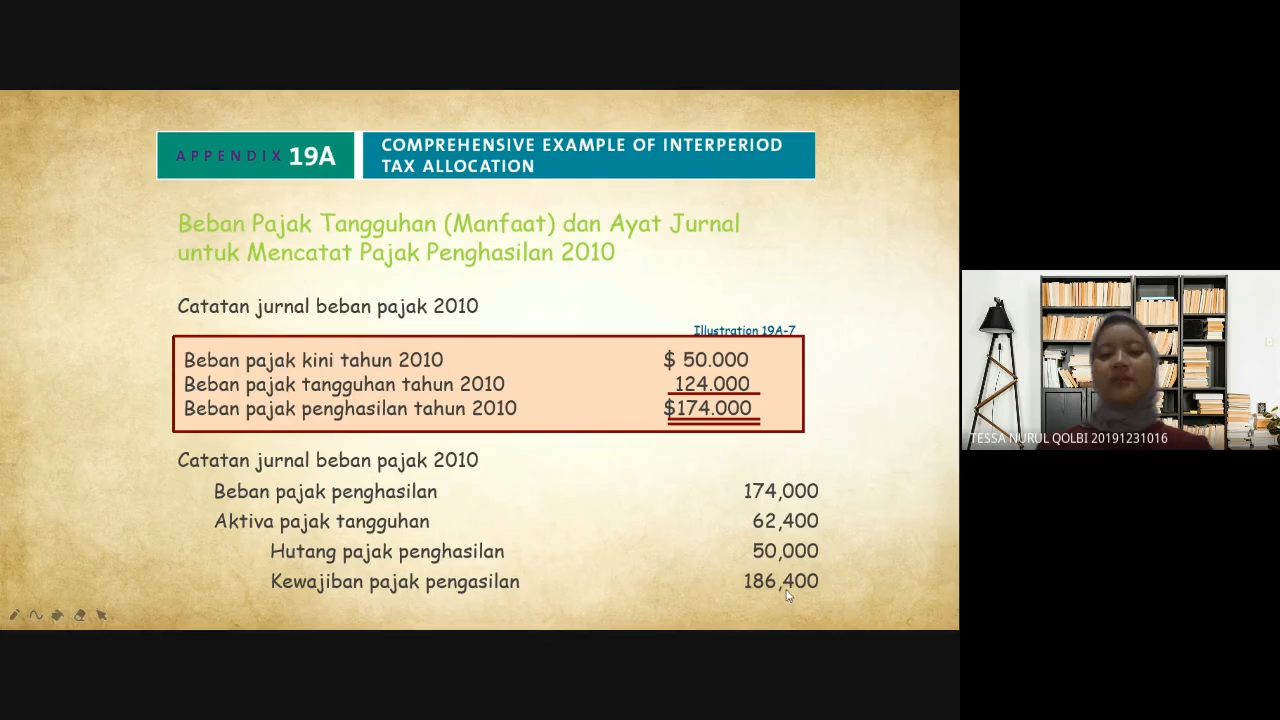 APPENDIX 19A
COMPREHENSIVE EXAMPLE OF INTERPERIOD
TAX ALLOCATION
Beban Pajak Tangguhan (Manfaat) dan Ayat Jurnal
untuk Mencatat Pajak Penghasilan 2010
Catatan jurnal beban pajak 2010
Illustration 19A-7
Beban pajak kini tahun 2010 $ 50.000
Beban pajak tangguhan tahun 2010 124.000
Beban pajak penghasilan tahun 2010 $174.000
Catatan jurnal beban pajak 2010
Beban pajak penghasilan 174,000
Aktiva pajak tangguhan 62,400
Hutang pajak penghasilan 50,000
Kewajiban pajak pengasilan 186,400
TESSA NURUL QOLBI 20191231016